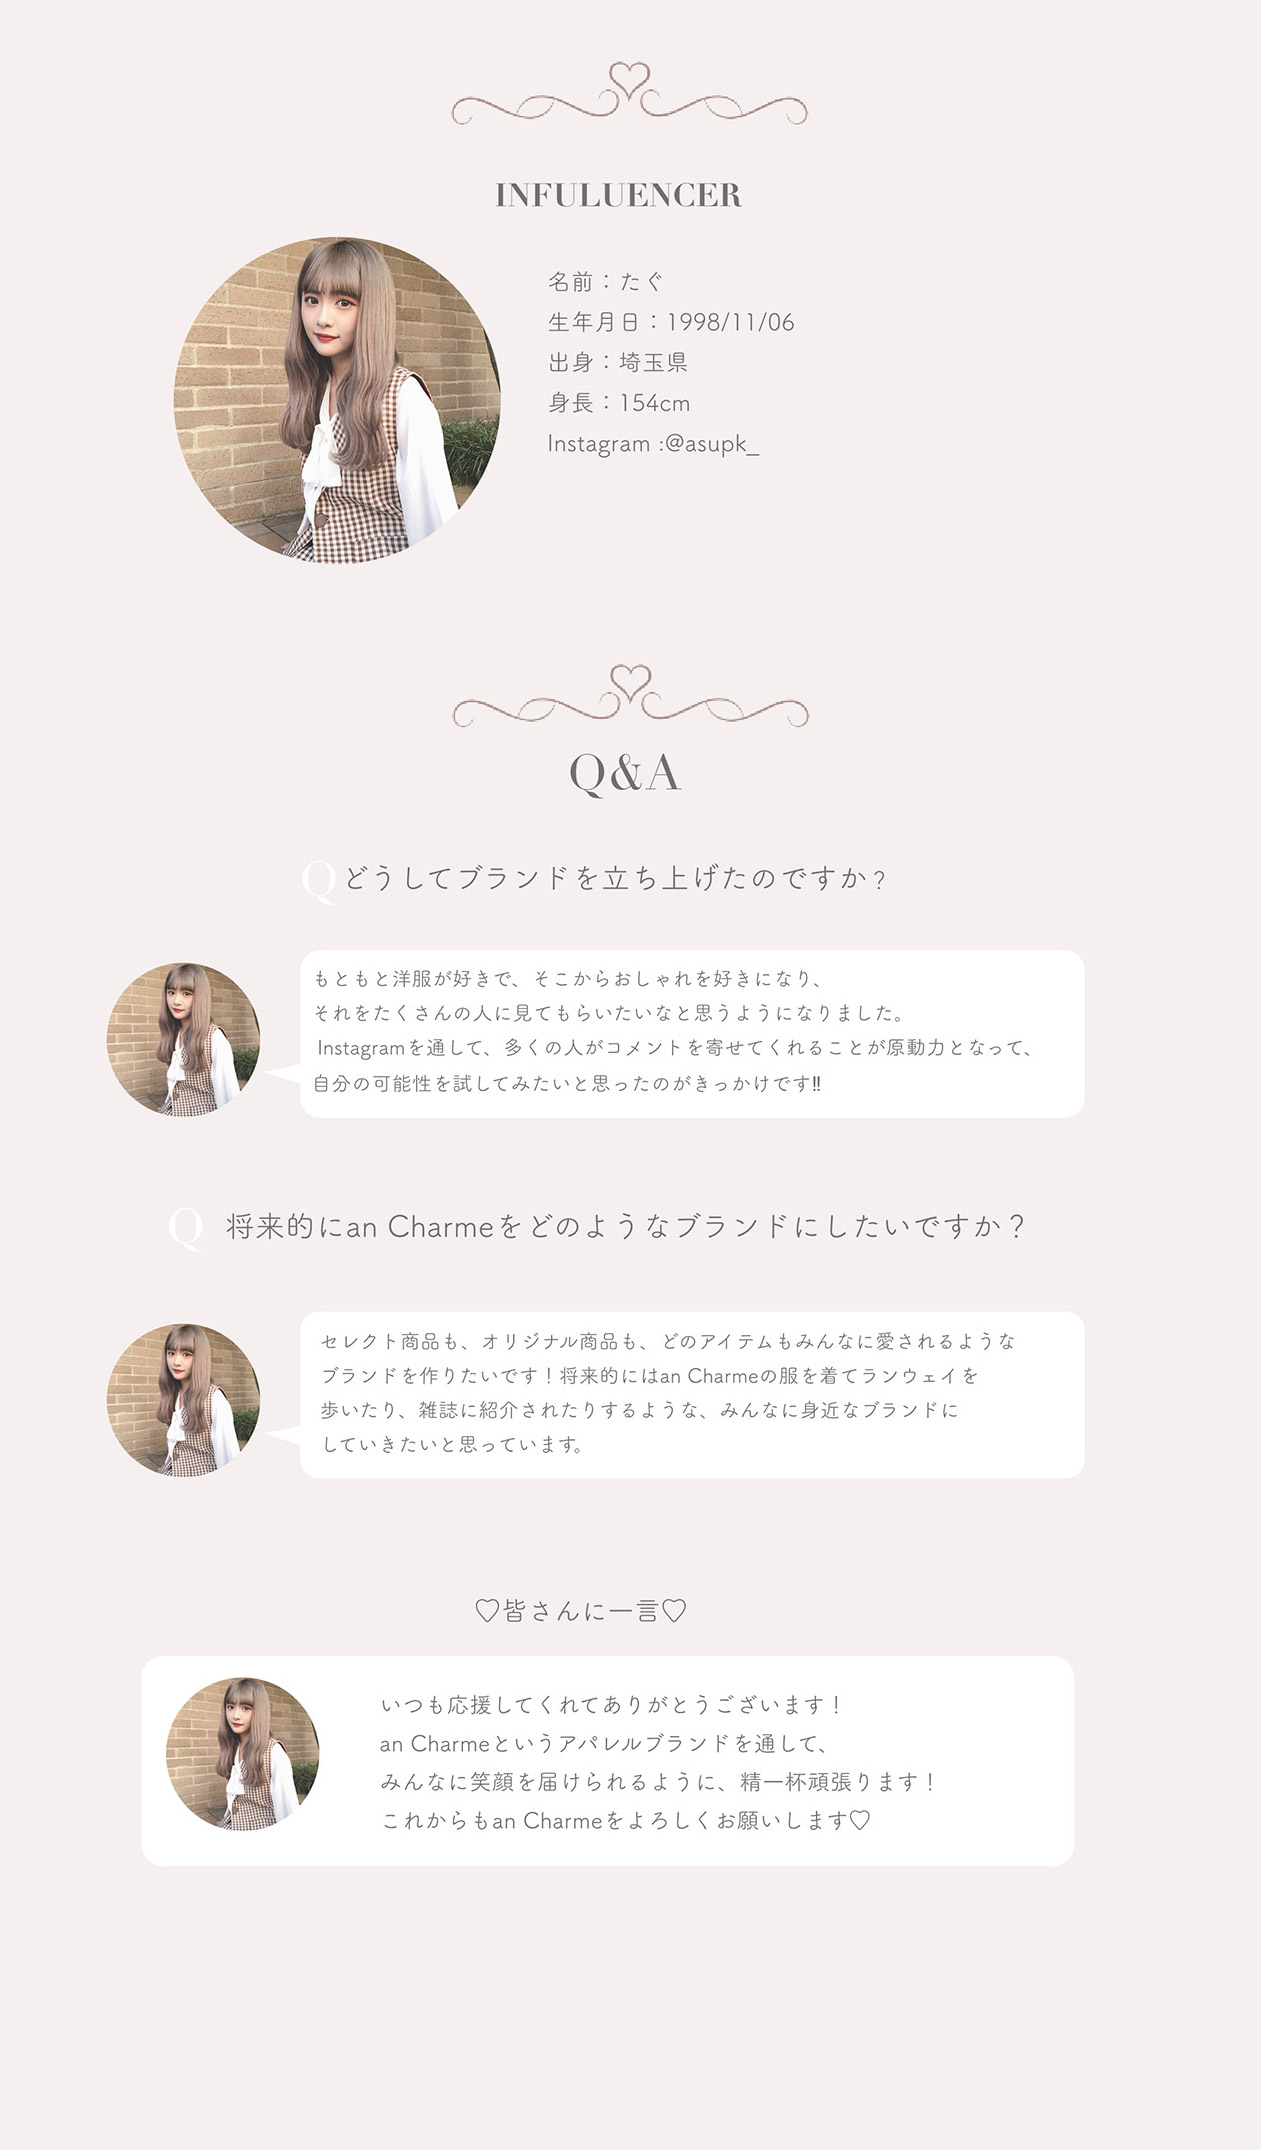 INFULUENCER
名前：たぐ
生年月日：1998/11/06
出身：埼玉県
身長：154cm
Instagram :@asupk_
Q&A
Qどうしてブランドを立ち上げたのですか？
もともと洋服が好きで、そこからおしゃれを好きになり、
それをたくさんの人に見てもらいたいなと思うようになりました。
Instagramを通して、多くの人がコメントを寄せてくれることが原動力となって、
自分の可能性を試してみたいと思ったのがきっかけです!!
Q 将来的にan Charmeをどのようなブランドにしたいですか？
セレクト商品も、オリジナル商品も、どのアイテムもみんなに愛されるような
ブランドを作りたいです！将来的にはan Charmeの服を着てランウェイを
歩いたり、雑誌に紹介されたりするような、みんなに身近なブランドに
していきたいと思っています。
♡皆さんに一言♡
いつも応援してくれてありがとうございます！
an Charmeというアパレルブランドを通して、
みんなに笑顔を届けられるように、精一杯頑張ります！
これからもan Charmeをよろしくお願いします♡